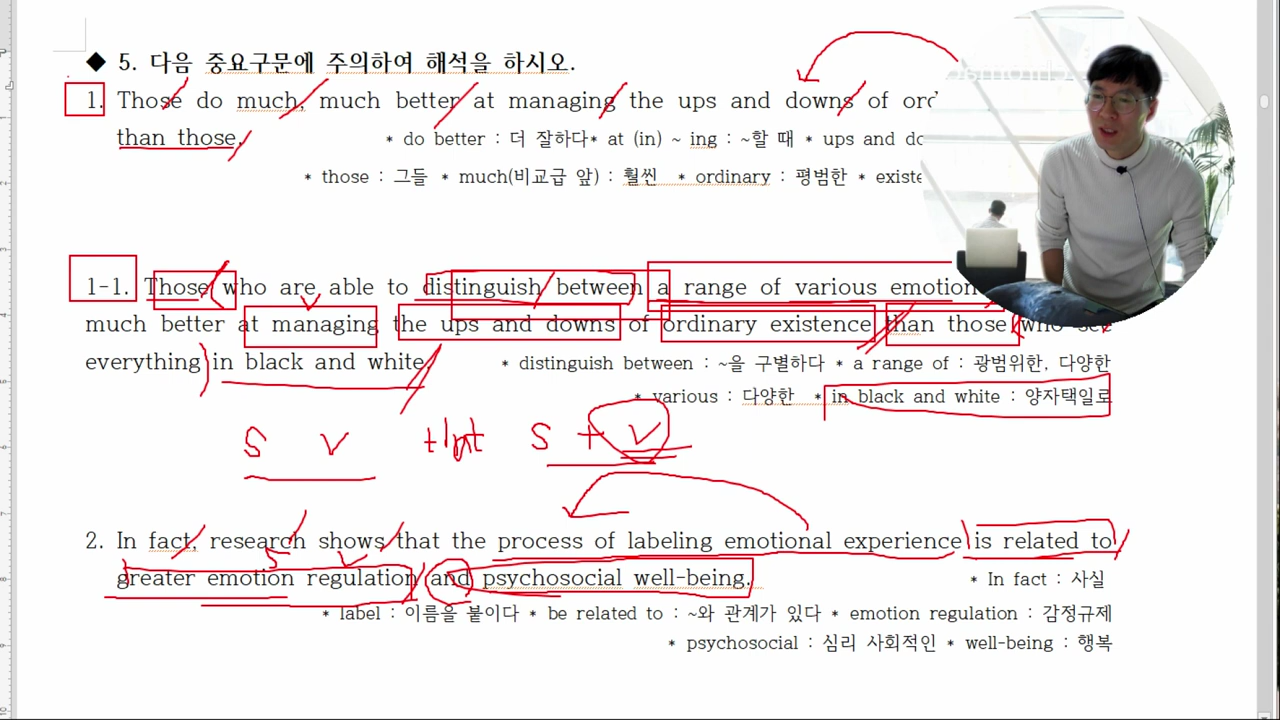 ◆ 5. 다음 중요구문에 주의하여 해석을 하시오.
1. Those do much, much better at managing the ups and downs of
than those.
* do better : 더 잘하다* at (in) ~ ing : ~할 때 * ups and
* those : 그들 * much(비교급 앞) : 훨씬 * ordinary : 평범한 *
1-1. Those who are able to distinguish between a range of various emotion
much better at managing the ups and downs of ordinary existence than those who see
everything in black and white.
* distinguish between : ~을 구별하다 * a range of : 광범위한, 다양한
* various : 다양한 * in black and white : 양자택일로
S V that S + V
2. In fact, research shows that the process of labeling emotional experience is related to
S V
greater emotion regulation and psychosocial well-being.
* In fact : 사실
* label : 이름을 붙이다 * be related to : ~와 관계가 있다 * emotion regulation : 감정규제
* psychosocial : 심리 사회적인 * well-being : 행복